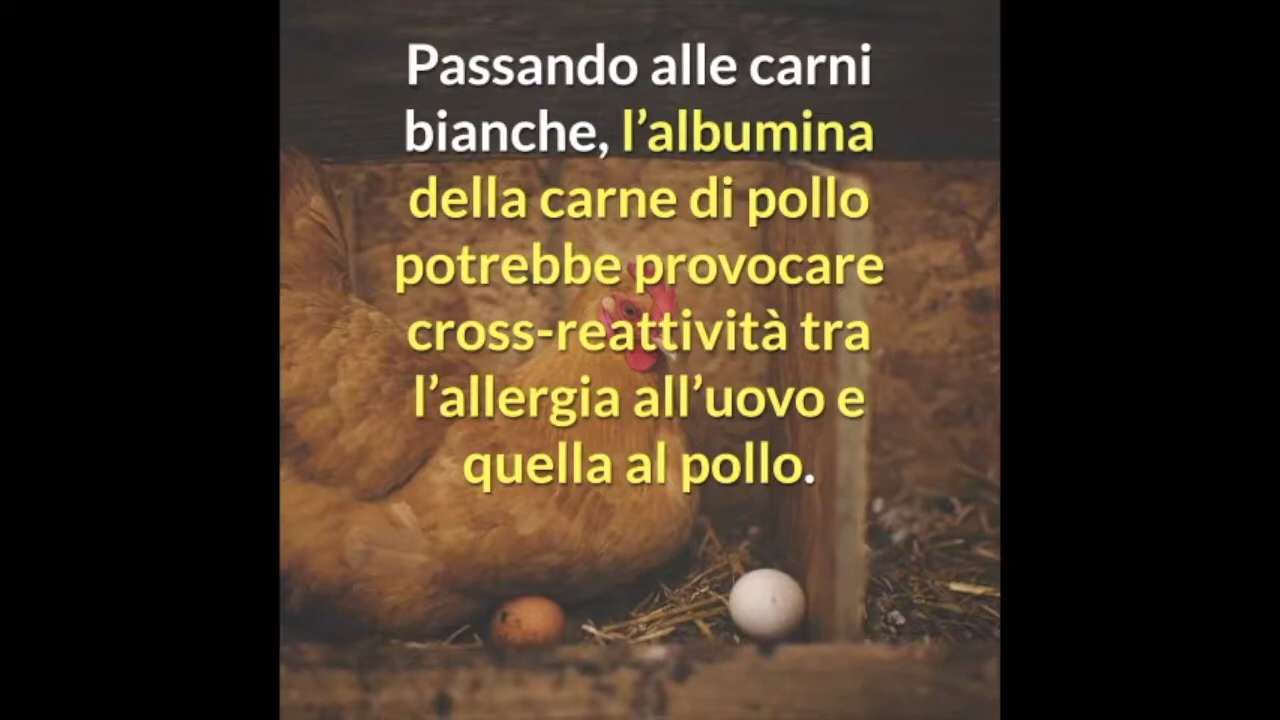 Passando alle carni
bianche, l’albumina
della carne di pollo
potrebbe provocare
cross-reattività tra
l’allergia all’uovo e
quella al pollo.